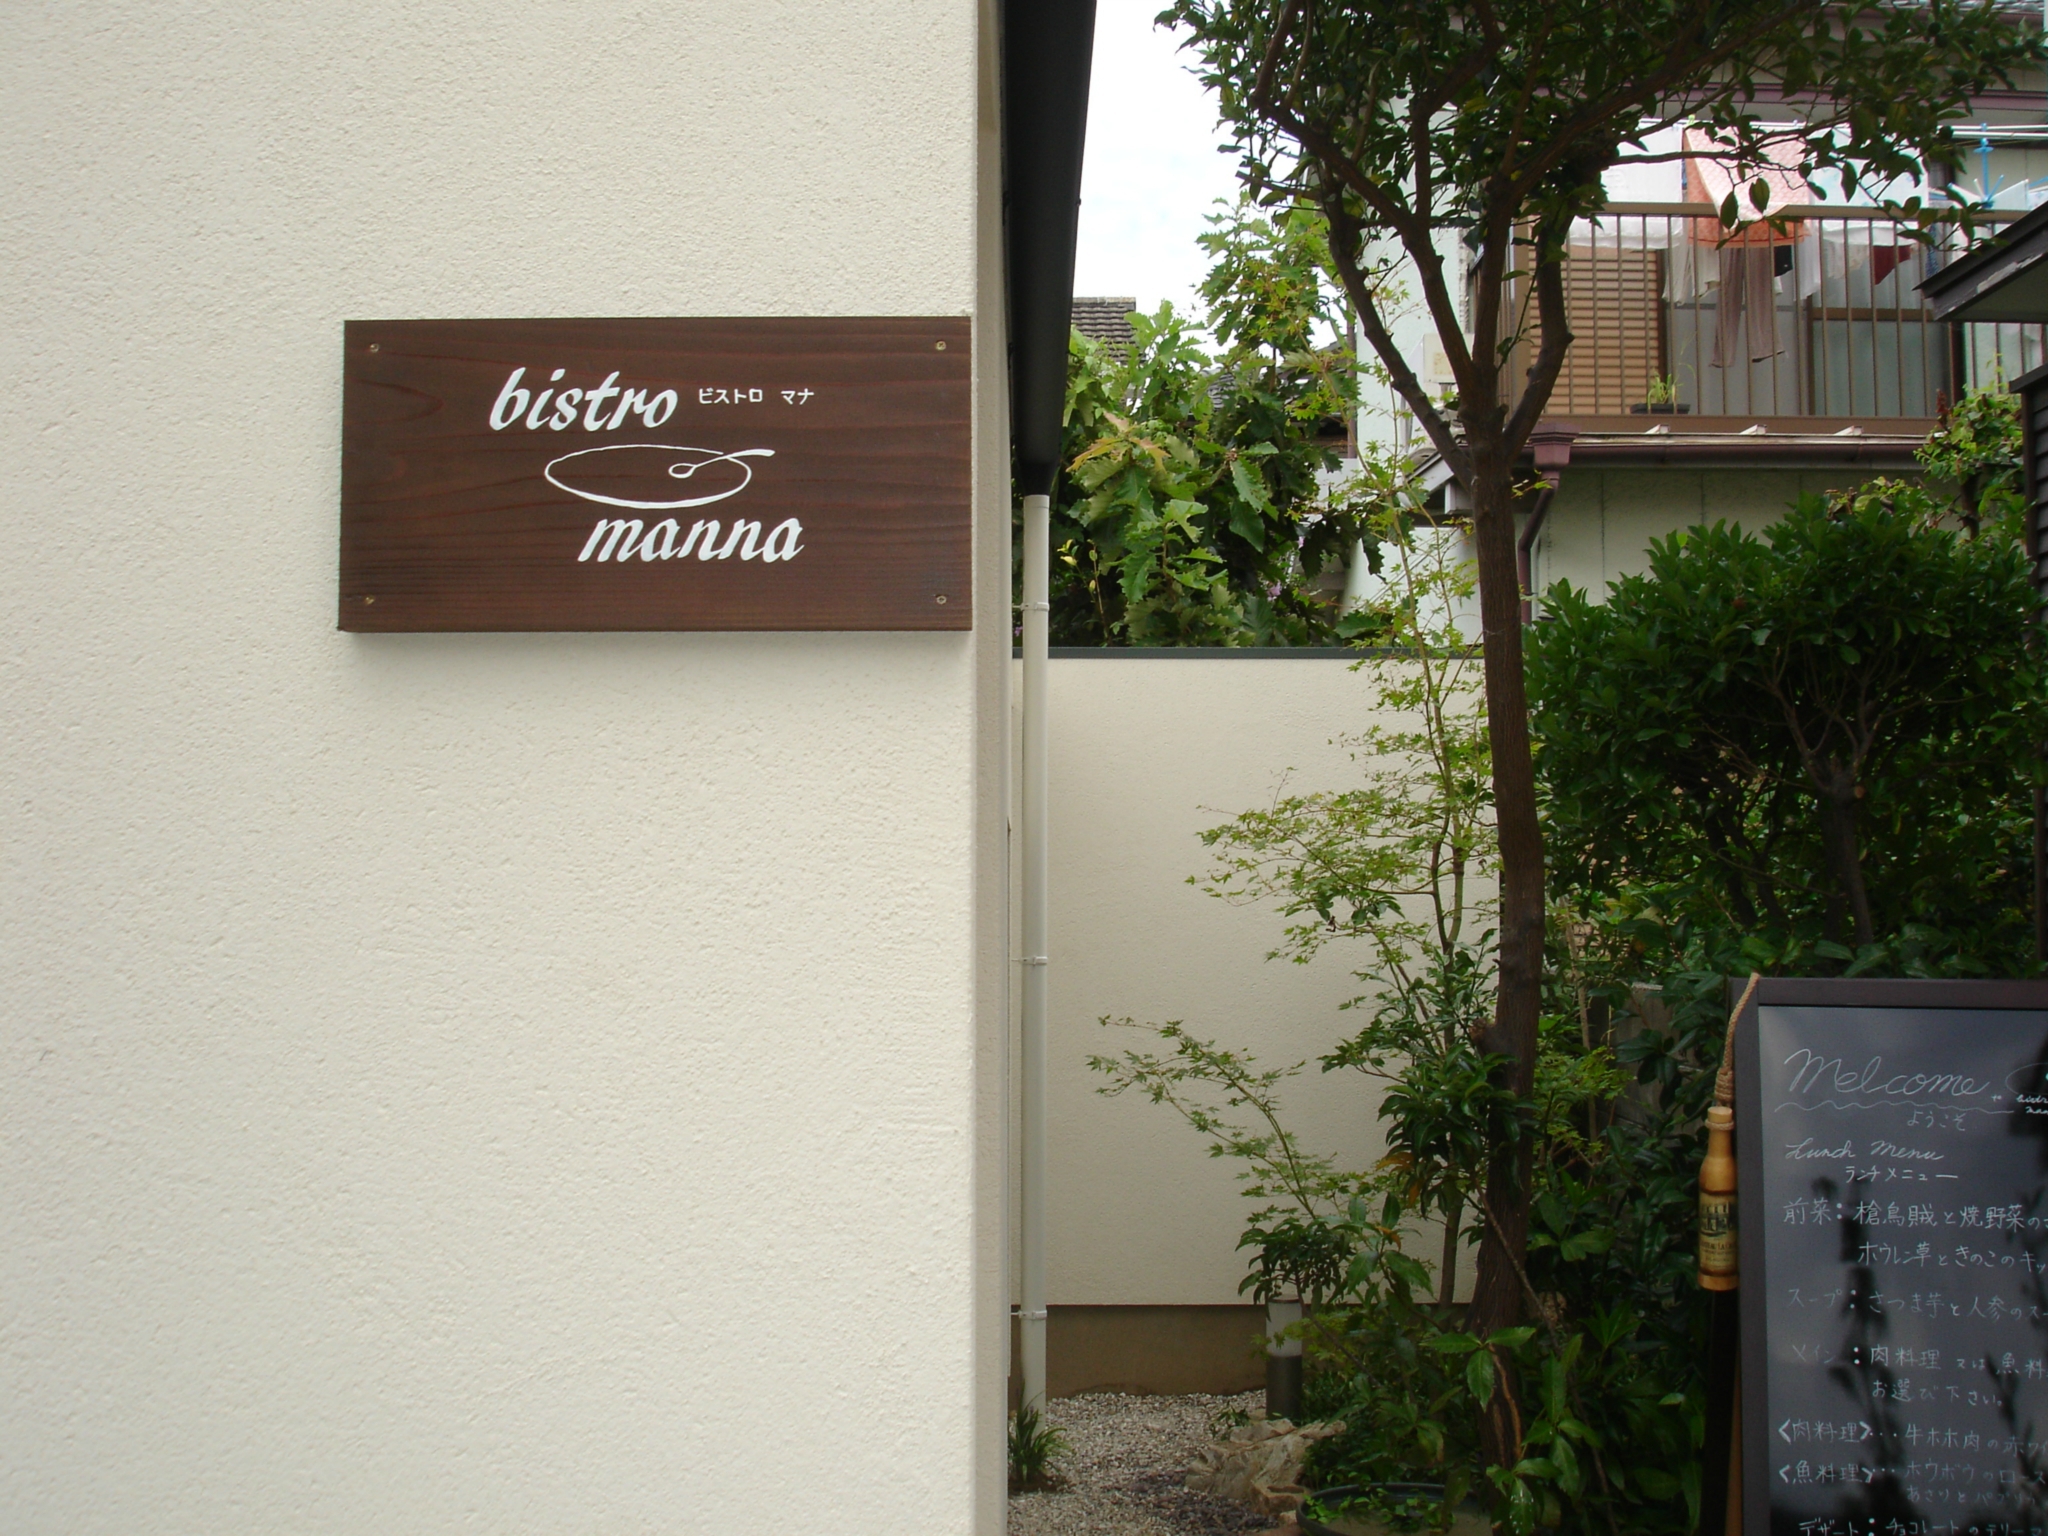 bistro ビストロ マナ
manna
Welcome to
ようこそ
Lunch Menu
ランチメニュー
前菜：槍烏賊と焼野菜の
ホウレン草ときのこのキッ
スープ：さつま芋と人参のスー
メイン：肉料理 又は 魚料
お選び下さい。
<肉料理>・・・牛ホホ肉の赤ワイ
<魚料理>・・・ホウボウのロース
あさりと
デザート：チョコレートのテリーヌ